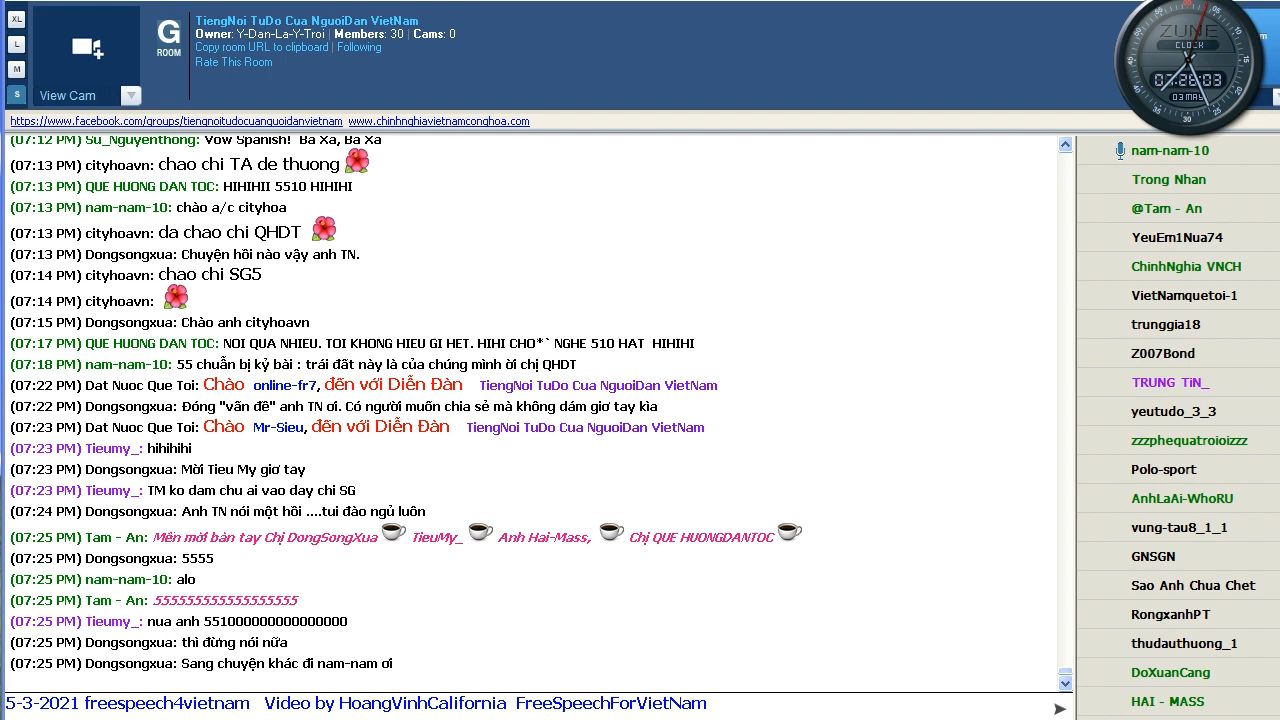 XL
L
M
S
View Cam
G
ROOM
TiengNoi TuDo Cua NguoiDan VietNam
Owner: Y-Dan-La-Y-Troi | Members: 30 | Cams: 0
Copy room URL to clipboard | Following
Rate This Room
ZUNE
CLOCK
07:26:03
03 MAY
https://www.facebook.com/groups/tiengnoitudocuanguoidanvietnam www.chinhnghiavietnamconghoa.com
(07:12 PM) Su_Nguyenthong: Vow Spanish! Ba Xa, Ba Xa
(07:13 PM) cityhoavn: chao chi TA de thuong
(07:13 PM) QUE HUONG DAN TOC: HIHIHII 5510 HIHIHI
(07:13 PM) nam-nam-10: chào a/c cityhoa
(07:13 PM) cityhoavn: da chao chi QHDT
(07:13 PM) Dongsongxua: Chuyện hồi nào vậy anh TN.
(07:14 PM) cityhoavn: chao chi SG5
(07:14 PM) cityhoavn:
(07:15 PM) Dongsongxua: Chào anh cityhoavn
(07:17 PM) QUE HUONG DAN TOC: NOI QUA NHIEU. TOI KHONG HIEU GI HET. HIHI CHO*` NGHE 510 HAT HIHIHI
(07:18 PM) nam-nam-10: 55 chuẩn bị kỷ bài : trái đất này là của chúng mình ời chị QHDT
(07:22 PM) Dat Nuoc Que Toi: Chào online-fr7, đến với Diễn Đàn TiengNoi TuDo Cua NguoiDan VietNam
(07:22 PM) Dongsongxua: Đóng "vấn đề" anh TN ơi. Có người muốn chia sẻ mà không dám giơ tay kìa
(07:23 PM) Dat Nuoc Que Toi: Chào Mr-Sieu, đến với Diễn Đàn TiengNoi TuDo Cua NguoiDan VietNam
(07:23 PM) Tieumy_: hihihihi
(07:23 PM) Dongsongxua: Mời Tieu My giơ tay
(07:23 PM) Tieumy_: TM ko dam chu ai vao day chi SG
(07:24 PM) Dongsongxua: Anh TN nói một hồi ....tui đào ngủ luôn
(07:25 PM) Tam - An: Mến mời bàn tay Chị DongSongXua TieuMy_ Anh Hai-Mass, Chị QUE HUONGDANTOC
(07:25 PM) Dongsongxua: 5555
(07:25 PM) nam-nam-10: alo
(07:25 PM) Tam - An: 555555555555555555
(07:25 PM) Tieumy_: nua anh 551000000000000000
(07:25 PM) Dongsongxua: thì đừng nói nữa
(07:25 PM) Dongsongxua: Sang chuyện khác đi nam-nam ơi
nam-nam-10
Trong Nhan
@Tam - An
YeuEm1Nua74
ChinhNghia VNCH
VietNamquetoi-1
trunggia18
Z007Bond
TRUNG TiN_
yeutudo_3_3
zzzphequatroioizzz
Polo-sport
AnhLaAi-WhoRU
vung-tau8_1_1
GNSGN
Sao Anh Chua Chet
RongxanhPT
thudauthuong_1
DoXuanCang
HAI - MASS
5-3-2021 freespeech4vietnam Video by HoangVinhCalifornia FreeSpeechForVietNam